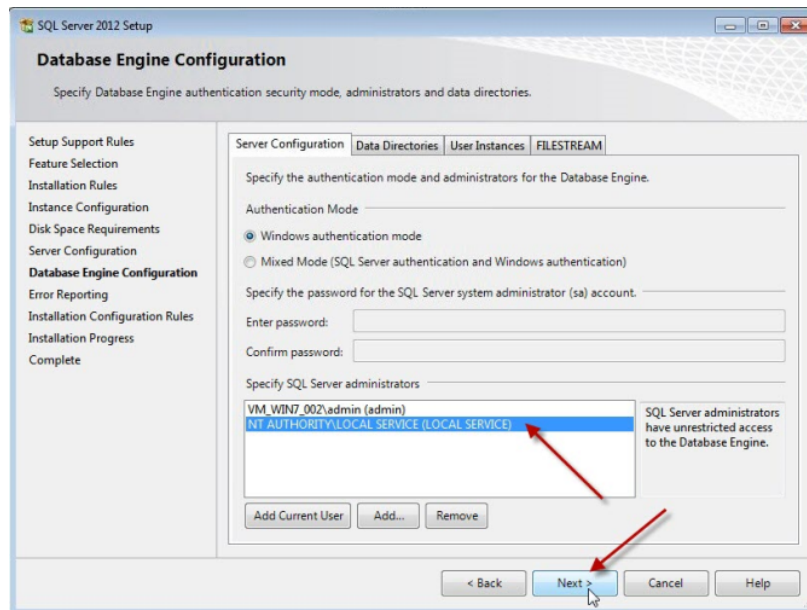 SQL Server 2012 Setup
Database Engine Configuration
Specify Database Engine authentication security mode, administrators and data directories.
Setup Support Rules
Feature Selection
Installation Rules
Instance Configuration
Disk Space Requirements
Server Configuration
Database Engine Configuration
Error Reporting
Installation Configuration Rules
Installation Progress
Complete
Server Configuration Data Directories User Instances FILESTREAM
Specify the authentication mode and administrators for the Database Engine.
Authentication Mode
Windows authentication mode
Mixed Mode (SQL Server authentication and Windows authentication)
Specify the password for the SQL Server system administrator (sa) account.
Enter password:
Confirm password:
Specify SQL Server administrators
VM_WIN7_002\admin (admin)
NT AUTHORITY\LOCAL SERVICE (LOCAL SERVICE)
SQL Server administrators
have unrestricted access
to the Database Engine.
Add Current User Add... Remove
< Back Next > Cancel Help